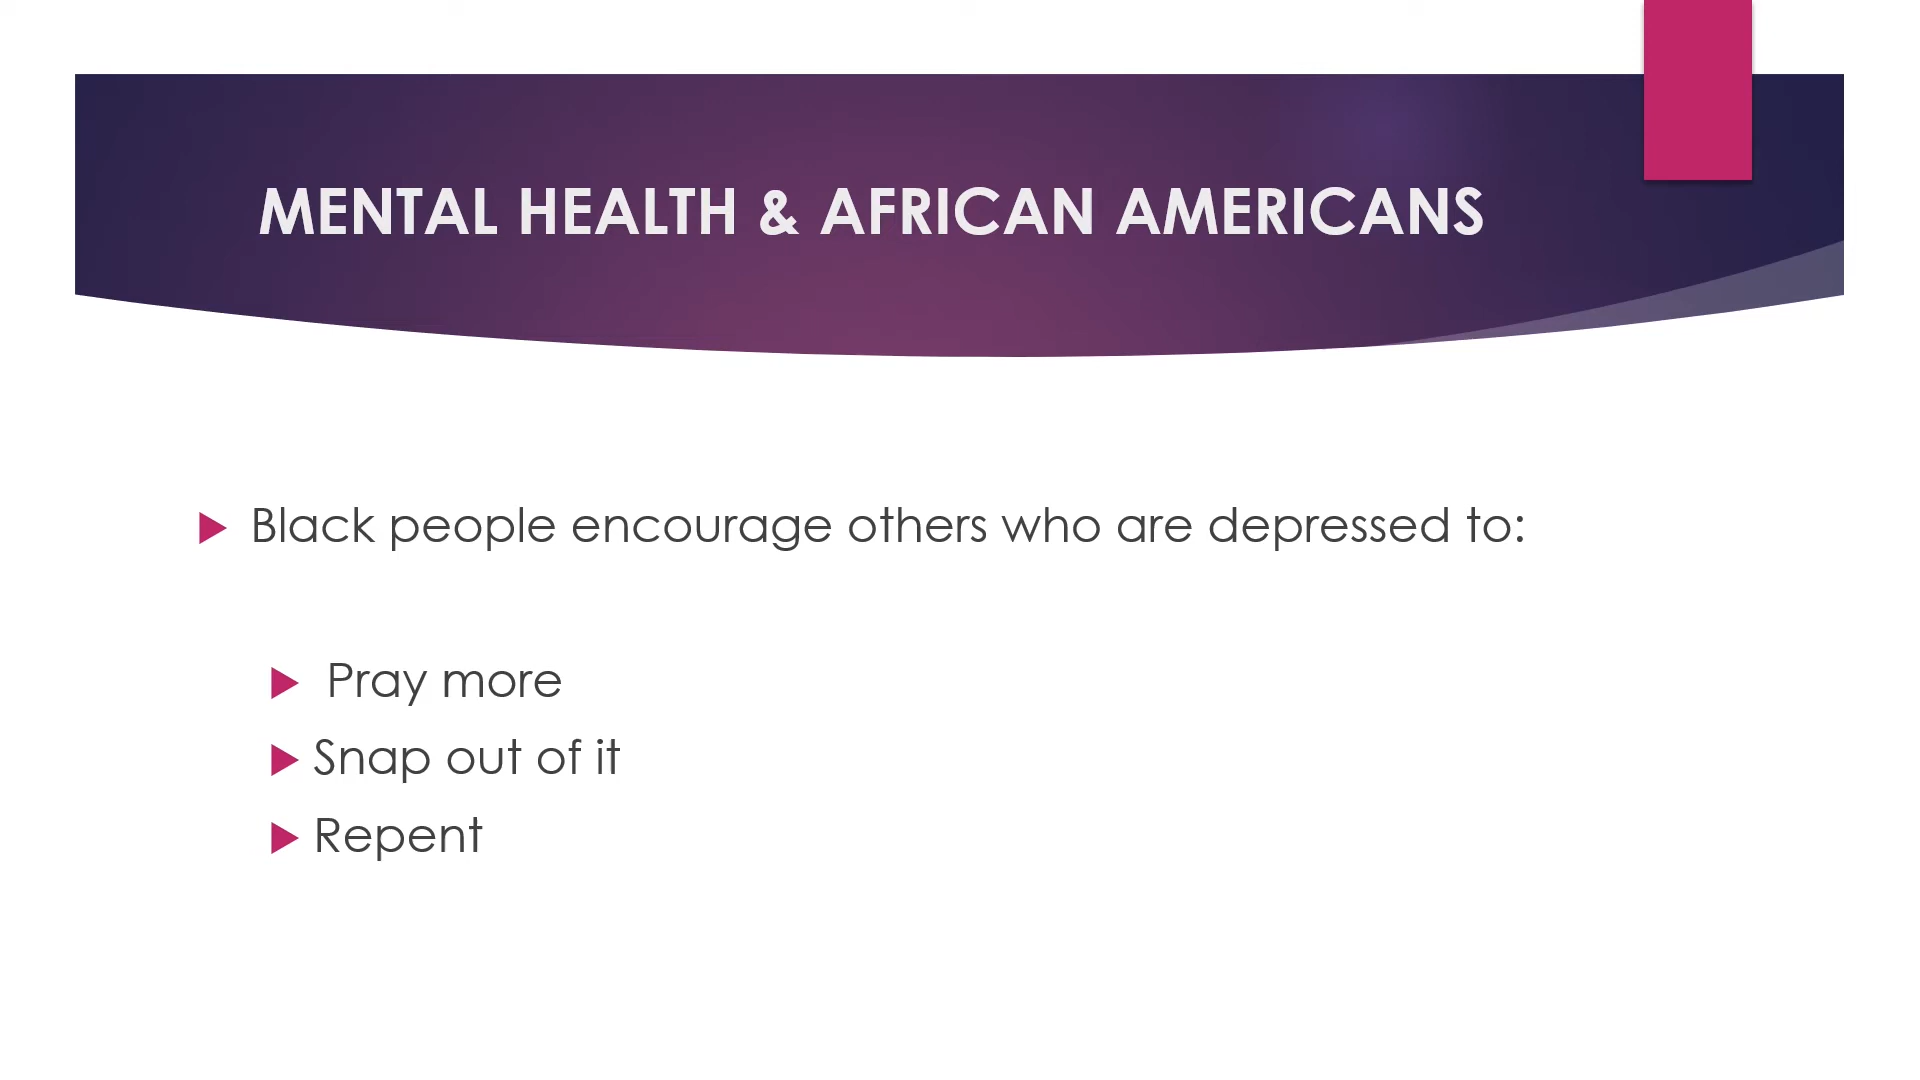 MENTAL HEALTH & AFRICAN AMERICANS
Black people encourage others who are depressed to:
Pray more
Snap out of it
Repent